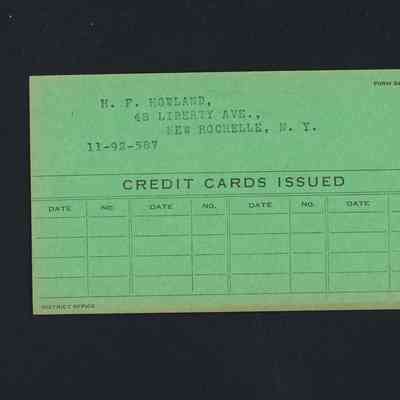 FORM
H. F. HOWLAND,
48 LIBERTY AVE.,
NEW ROCHELLE, N. Y.
11-92-587
CREDIT CARDS ISSUED
DATE NO. DATE NO. DATE NO. DATE
DISTRICT OFFICE